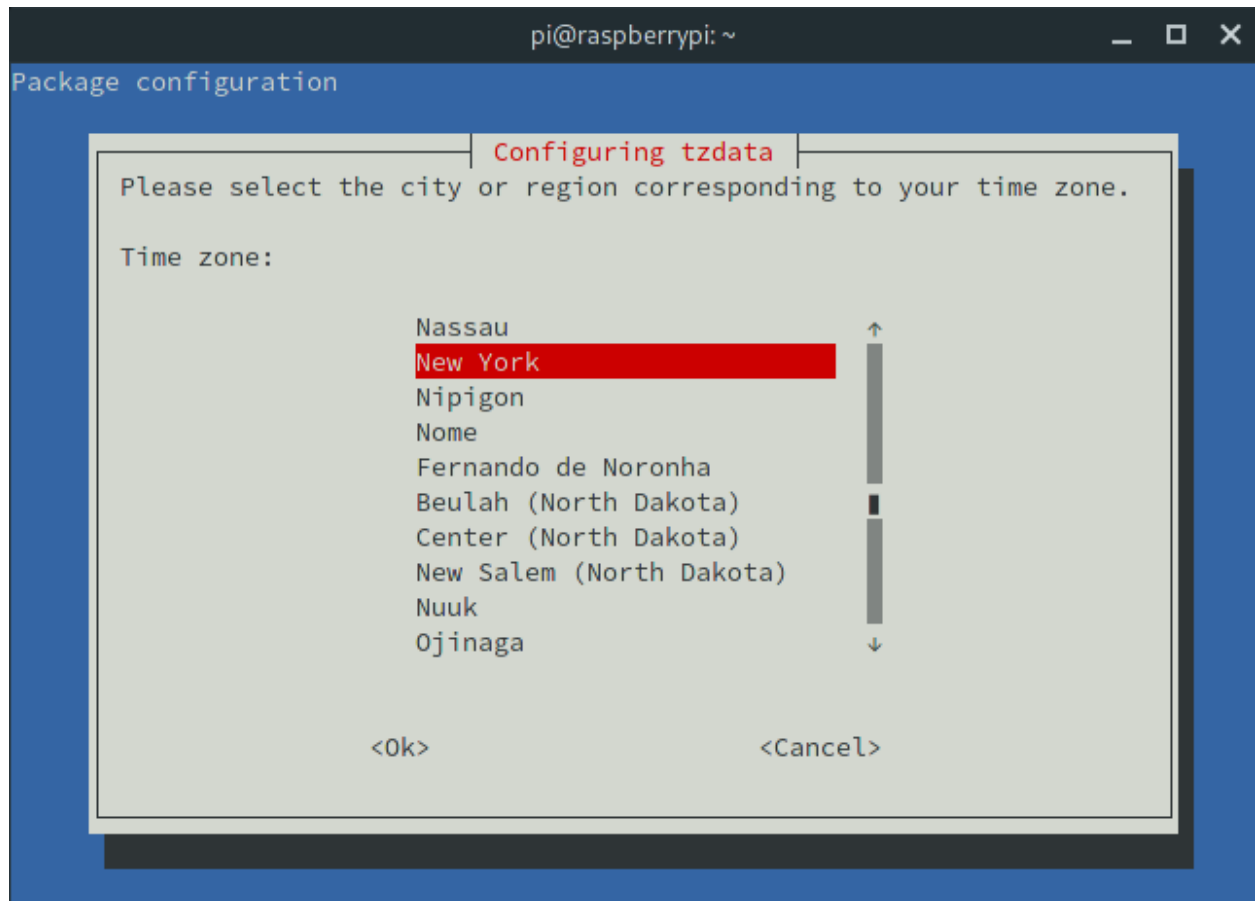 pi@raspberrypi: ~
Package configuration
Configuring tzdata
Please select the city or region corresponding to your time zone.
Time zone:
Nassau
New York
Nipigon
Nome
Fernando de Noronha
Beulah (North Dakota)
Center (North Dakota)
New Salem (North Dakota)
Nuuk
Ojinaga
<Ok> <Cancel>